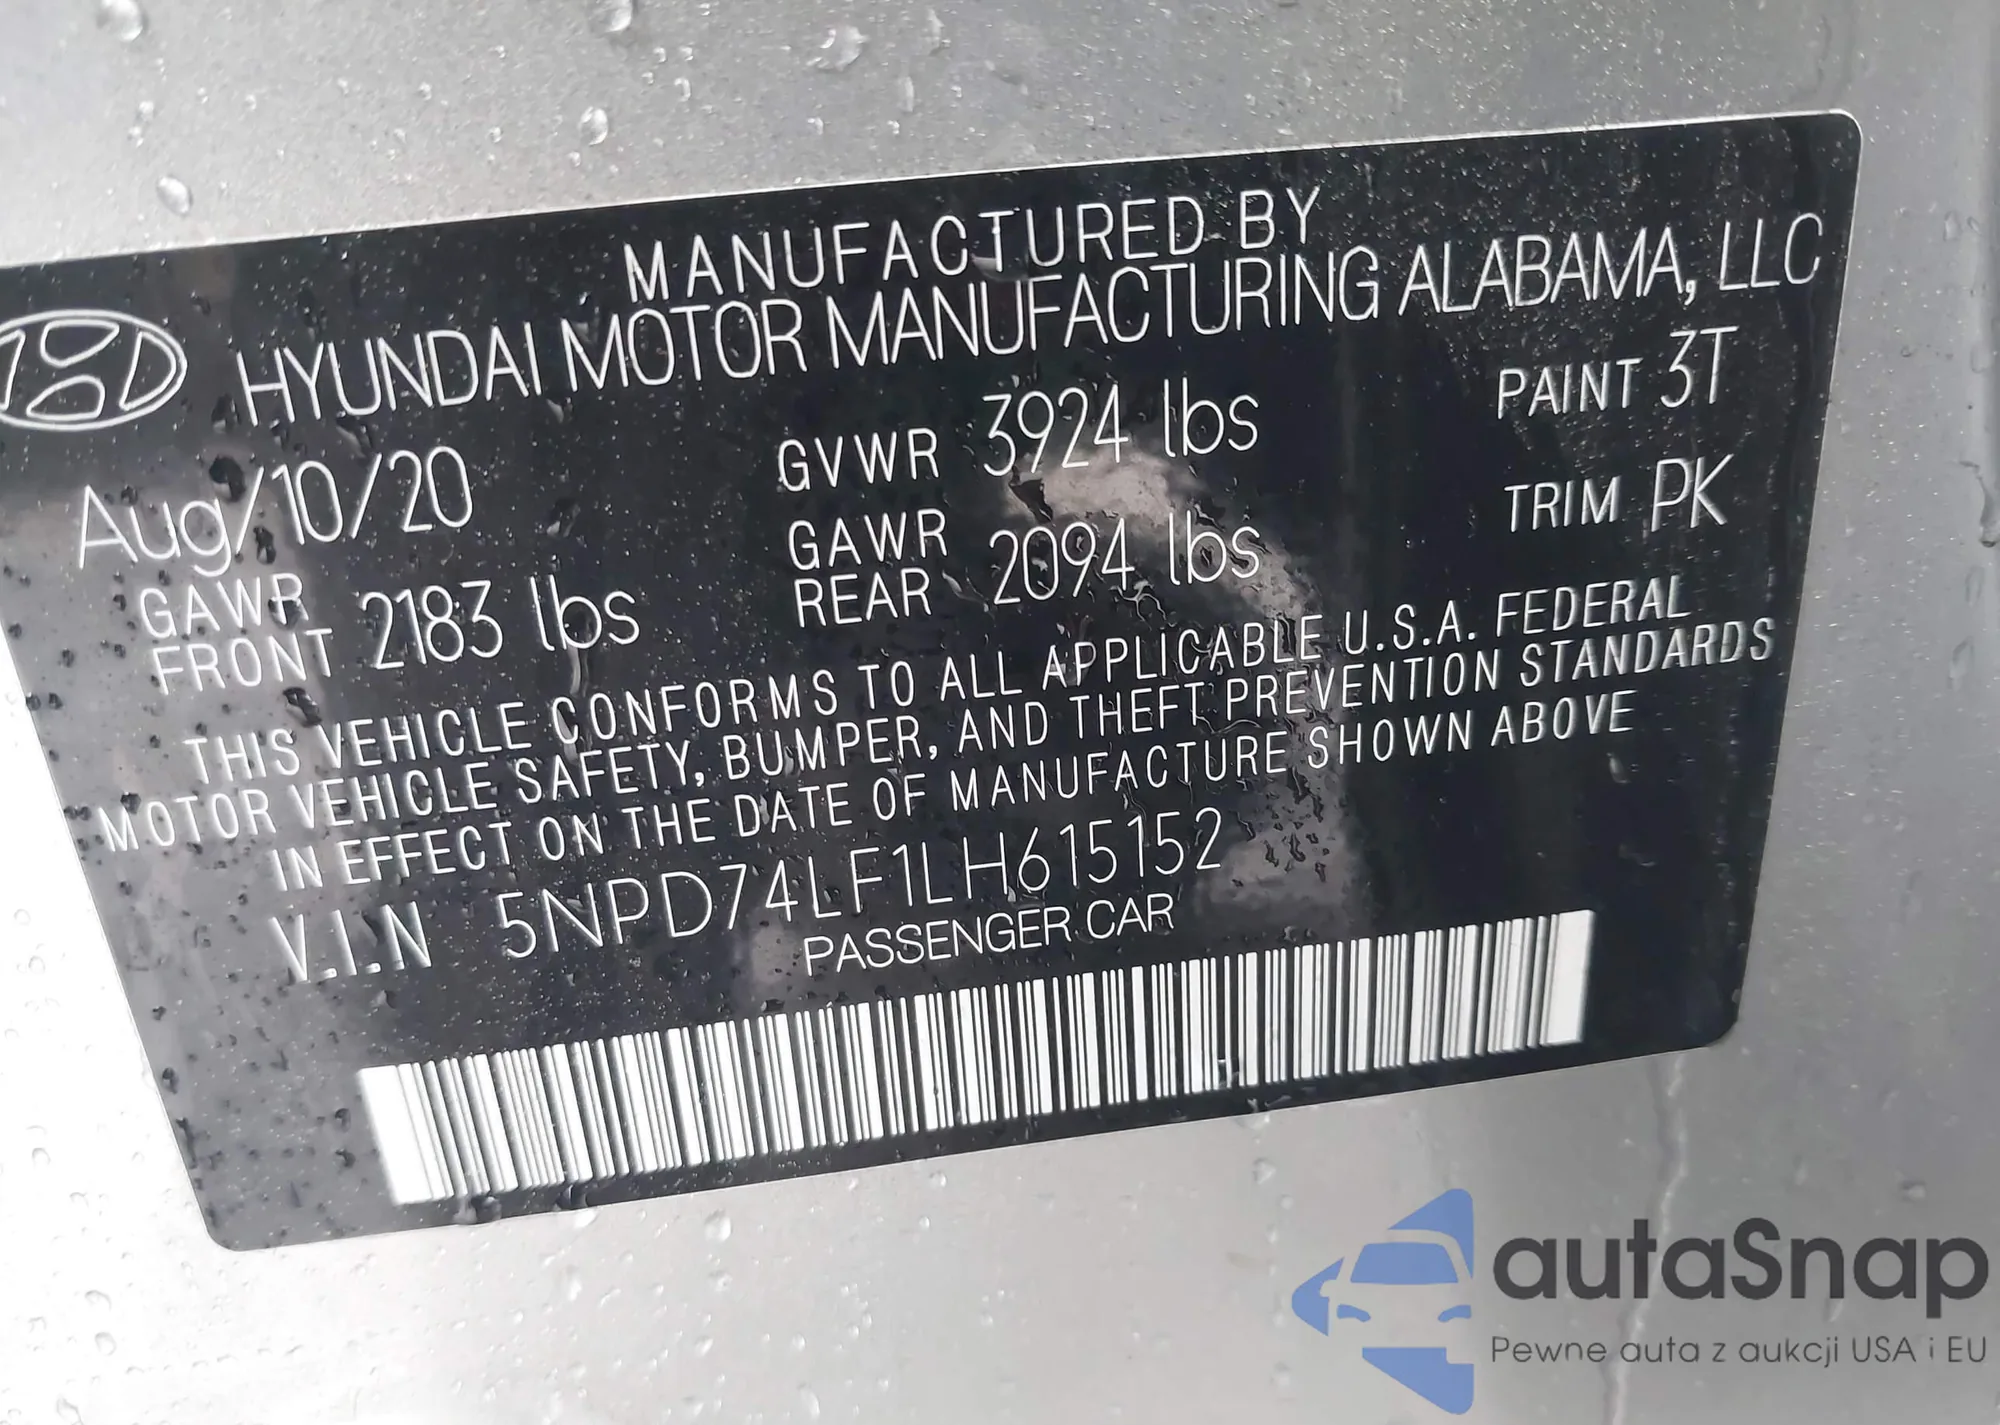 MANUFACTURED BY
HYUNDAI MOTOR MANUFACTURING ALABAMA, LLC
Aug/10/20 GVWR 3924 lbs PAINT 3T
GAWR FRONT 2183 lbs GAWR REAR 2094 lbs TRIM PK
THIS VEHICLE CONFORMS TO ALL APPLICABLE U.S.A. FEDERAL
MOTOR VEHICLE SAFETY, BUMPER, AND THEFT PREVENTION STANDARDS
IN EFFECT ON THE DATE OF MANUFACTURE SHOWN ABOVE
V.I.N 5NPD74LF1LH615152
PASSENGER CAR
autaSnap
Pewne auta z aukcji USA i EU